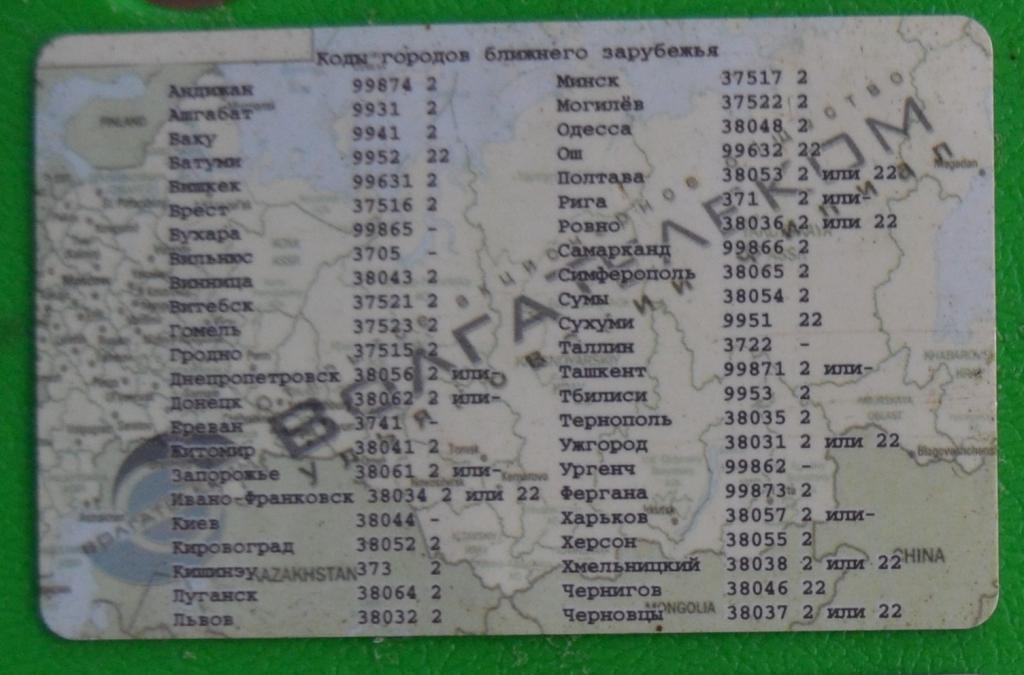 Коды городов ближнего зарубежья
Андижан 99874 2
Ашгабат 9931 2
Баку 9941 2
Батуми 9952 22
Бишкек 99631 2
Брест 37516 2
Бухара 99865 -
Вильнюс 3705 -
Винница 38043 2
Витебск 37521 2
Гомель 37523 2
Гродно 37515 2
Днепропетровск 38056 2 или-
Донецк 38062 2 или-
Ереван 3741 -
Житомир 38041 2
Запорожье 38061 2 или-
Ивано-Франковск 38034 2 или 22
Киев 38044 -
Кировоград 38052 2
Кишинэу 373 2
Луганск 38064 2
Львов 38032 2
Минск 37517 2
Могилёв 37522 2
Одесса 38048 2
Ош 99632 22
Полтава 38053 2 или 22
Рига 371 2 или-
Ровно 38036 2 или 22
Самарканд 99866 2
Симферополь 38065 2
Сумы 38054 2
Сухуми 9951 22
Таллин 3722 -
Ташкент 99871 2 или-
Тбилиси 9953 2
Тернополь 38035 2
Ужгород 38031 2 или 22
Ургенч 99862 -
Фергана 99873 2
Харьков 38057 2 или-
Херсон 38055 2
Хмельницкий 38038 2 или 22
Чернигов 38046 22
Черновцы 38037 2 или 22
ВОЛГАТЕЛЕКОМ
FINLAND
Magadan
KAZAKHSTAN
MONGOLIA
CHINA